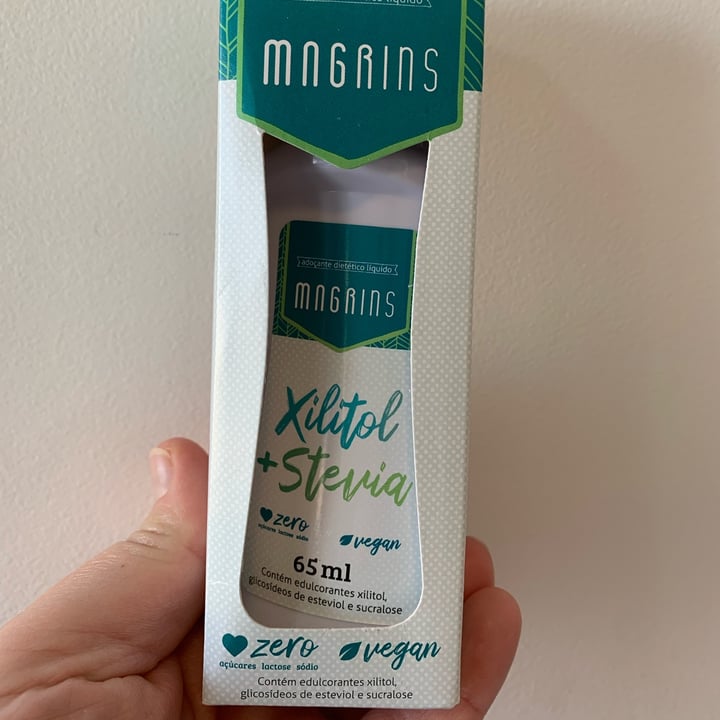 líquido
MAGRINS
adoçante dietético líquido
MAGRINS
Xilitol
+Stevia
zero
açúcares lactose sódio
vegan
65 ml
Contém edulcorantes xilitol,
glicosídeos de esteviol e sucralose
zero
açúcares lactose sódio
vegan
Contém edulcorantes xilitol,
glicosídeos de esteviol e sucralose